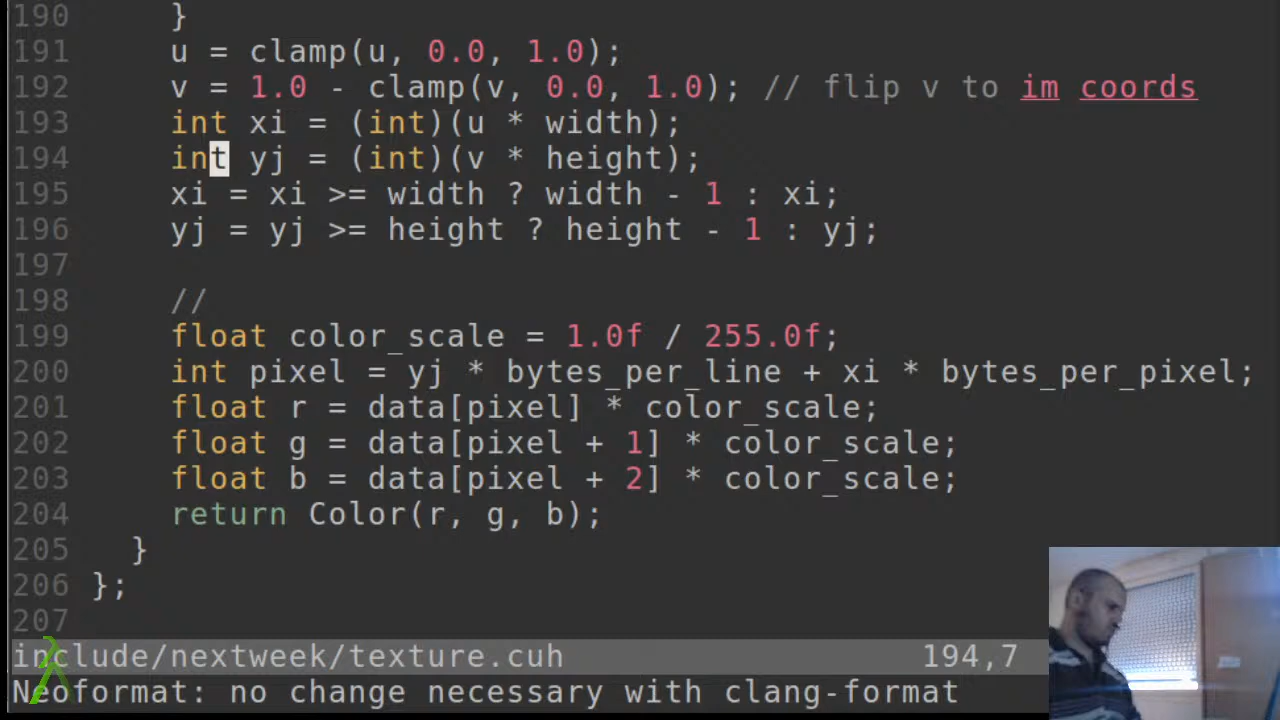 190 }
191 u = clamp(u, 0.0, 1.0);
192 v = 1.0 - clamp(v, 0.0, 1.0); // flip v to im coords
193 int xi = (int)(u * width);
194 int yj = (int)(v * height);
195 xi = xi >= width ? width - 1 : xi;
196 yj = yj >= height ? height - 1 : yj;
197
198 //
199 float color_scale = 1.0f / 255.0f;
200 int pixel = yj * bytes_per_line + xi * bytes_per_pixel;
201 float r = data[pixel] * color_scale;
202 float g = data[pixel + 1] * color_scale;
203 float b = data[pixel + 2] * color_scale;
204 return Color(r, g, b);
205 }
206 };
207
include/nextweek/texture.cuh 194,7
Neoformat: no change necessary with clang-format
λ